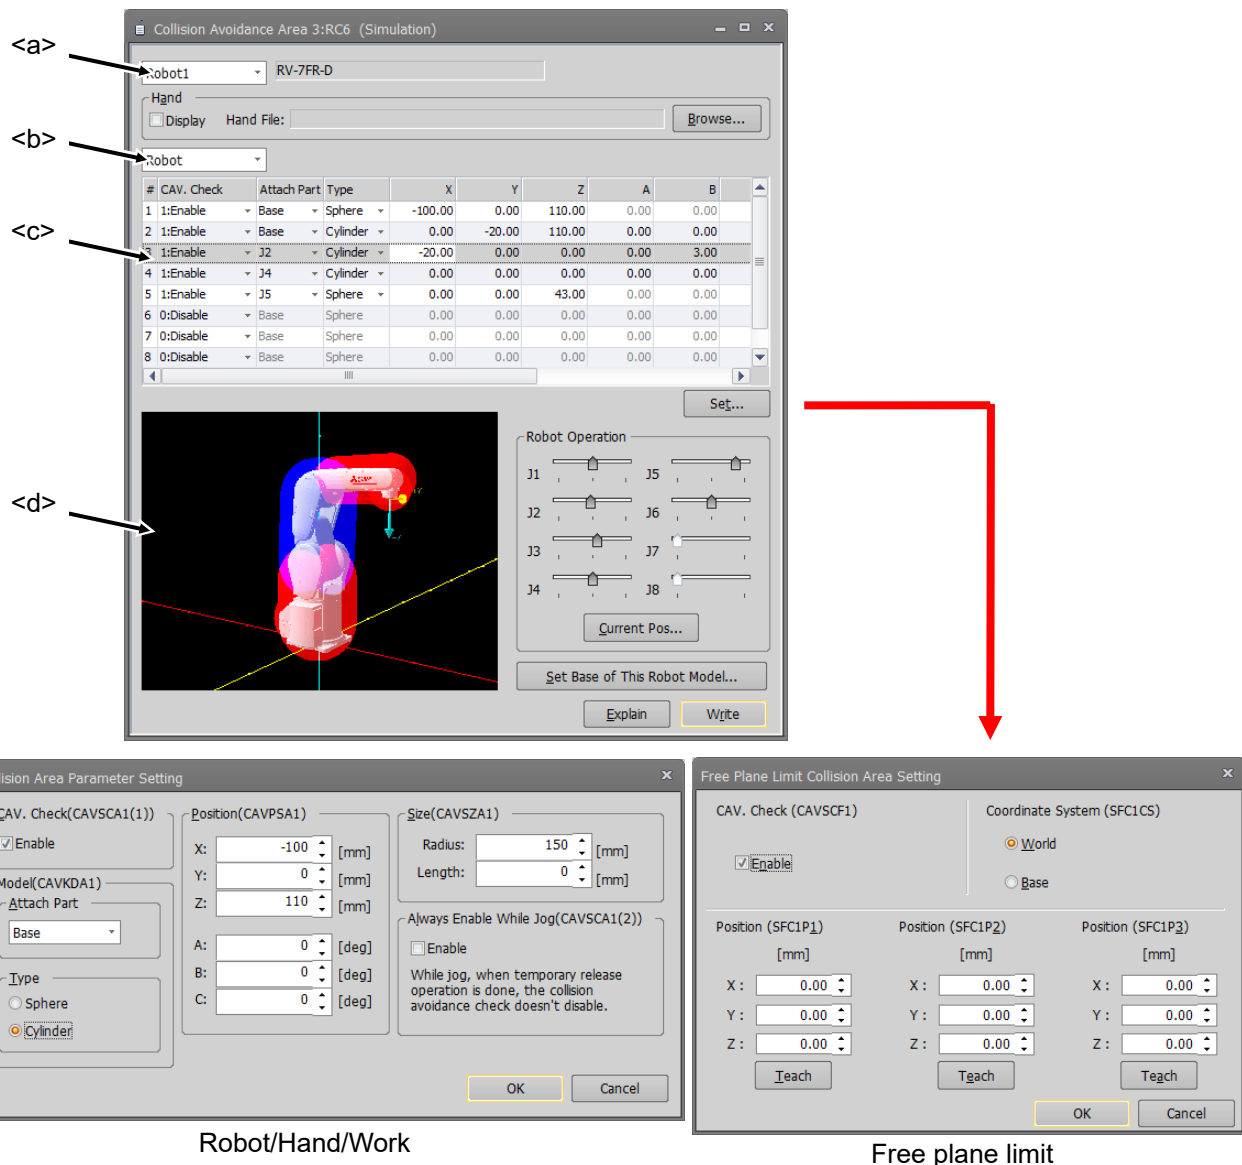 Collision Avoidance Area 3:RC6 (Simulation)
<a>
Robot1 RV-7FR-D
Hand
Display Hand File: Browse...
<b>
Robot
# CAV. Check Attach Part Type X Y Z A B
1 1:Enable Base Sphere -100.00 0.00 110.00 0.00 0.00
2 1:Enable Base Cylinder 0.00 -20.00 110.00 0.00 0.00
<c>
3 1:Enable J2 Cylinder -20.00 0.00 0.00 0.00 3.00
4 1:Enable J4 Cylinder 0.00 0.00 0.00 0.00 0.00
5 1:Enable J5 Sphere 0.00 0.00 43.00 0.00 0.00
6 0:Disable Base Sphere 0.00 0.00 0.00 0.00 0.00
7 0:Disable Base Sphere 0.00 0.00 0.00 0.00 0.00
8 0:Disable Base Sphere 0.00 0.00 0.00 0.00 0.00
Set...
<d>
Robot Operation
J1 J5
J2 J6
J3 J7
J4 J8
Current Pos...
Set Base of This Robot Model...
Explain Write
lision Area Parameter Setting
CAV. Check(CAVSCA1(1))
Enable
Model(CAVKDA1)
Attach Part
Base
Type
Sphere
Cylinder
Position(CAVPSA1)
X: -100 [mm]
Y: 0 [mm]
Z: 110 [mm]
A: 0 [deg]
B: 0 [deg]
C: 0 [deg]
Size(CAVSZA1)
Radius: 150 [mm]
Length: 0 [mm]
Always Enable While Jog(CAVSCA1(2))
Enable
While jog, when temporary release
operation is done, the collision
avoidance check doesn't disable.
OK Cancel
Robot/Hand/Work
Free Plane Limit Collision Area Setting
CAV. Check (CAVSCF1)
Enable
Coordinate System (SFC1CS)
World
Base
Position (SFC1P1) Position (SFC1P2) Position (SFC1P3)
[mm] [mm] [mm]
X : 0.00 X : 0.00 X : 0.00
Y : 0.00 Y : 0.00 Y : 0.00
Z : 0.00 Z : 0.00 Z : 0.00
Teach Teach Teach
OK Cancel
Free plane limit